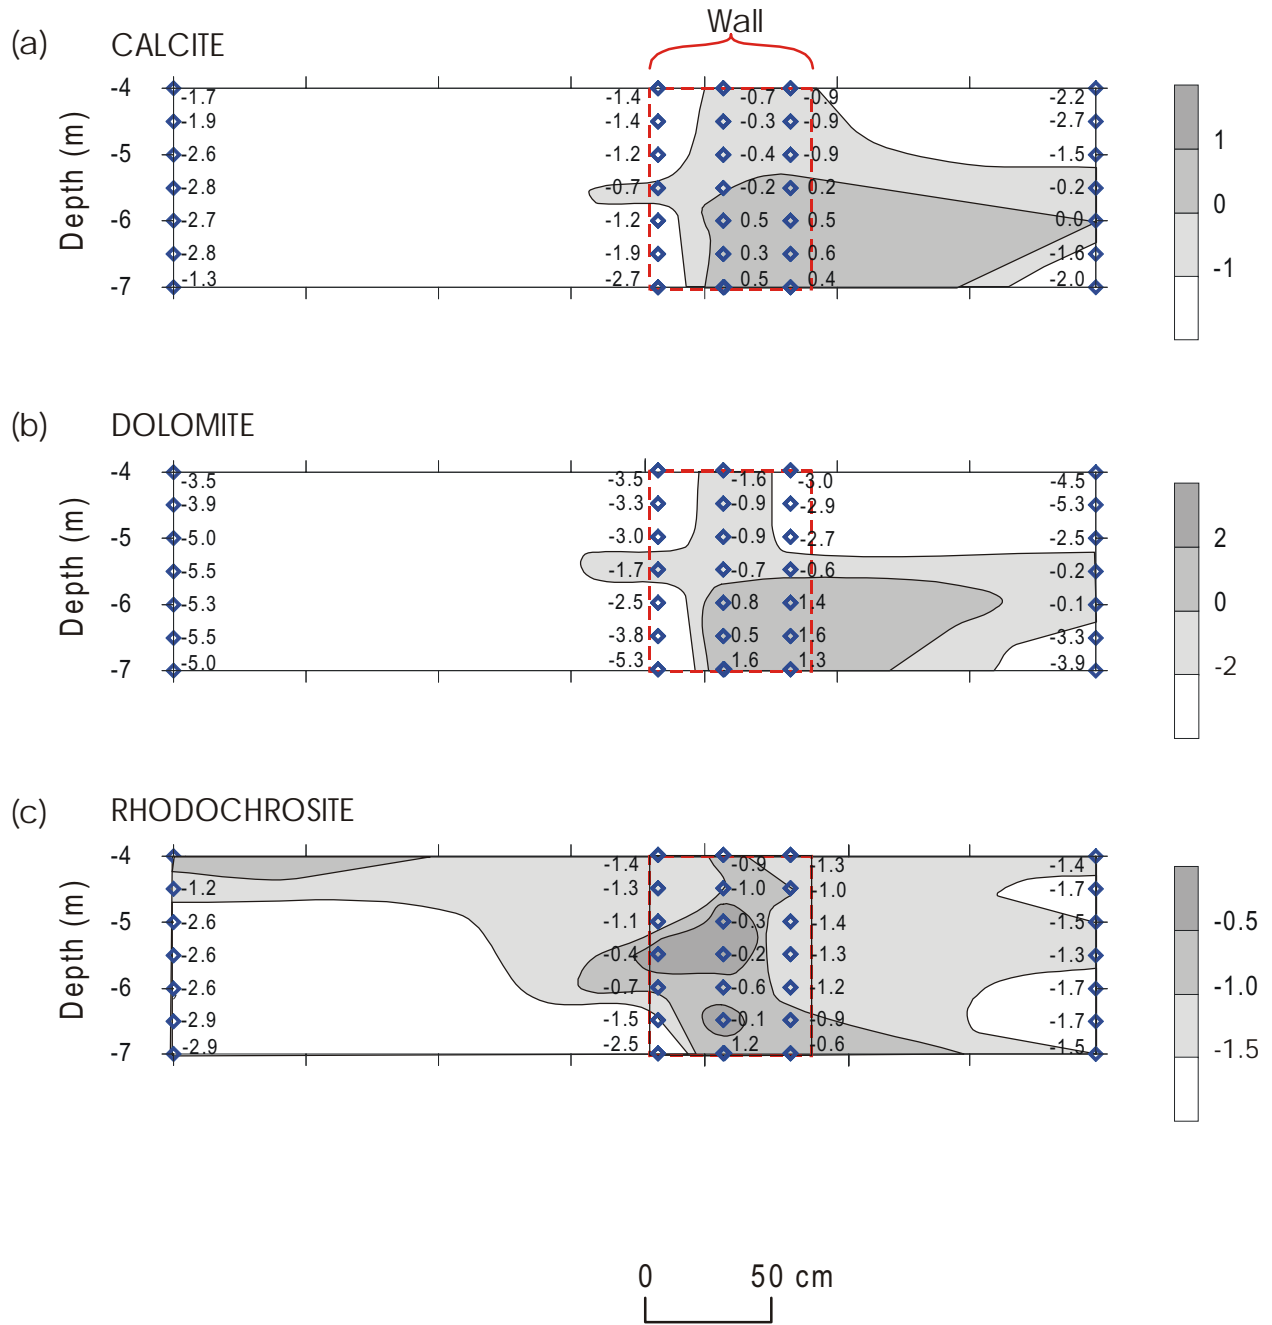 Wall
(a) CALCITE
-4 -1.7 -1.4 -0.7 -0.9 -2.2
-1.9 -1.4 -0.3 -0.9 -2.7 1
-5 -2.6 -1.2 -0.4 -0.9 -1.5
-2.8 -0.7 -0.2 0.2 -0.2 0
-6 -2.7 -1.2 0.5 0.5 0.0
-2.8 -1.9 0.3 0.6 -1.6 -1
-7 -1.3 -2.7 0.5 0.4 -2.0
Depth (m)
(b) DOLOMITE
-4 -3.5 -3.5 -1.6 -3.0 -4.5
-3.9 -3.3 -0.9 -2.9 -5.3
-5 -5.0 -3.0 -0.9 -2.7 -2.5 2
-5.5 -1.7 -0.7 -0.6 -0.2
-6 -5.3 -2.5 0.8 1.4 -0.1 0
-5.5 -3.8 0.5 1.6 -3.3
-7 -5.0 -5.3 1.6 1.3 -3.9 -2
Depth (m)
(c) RHODOCHROSITE
-4 -1.4 -0.9 -1.3 -1.4
-1.2 -1.3 -1.0 -1.0 -1.7
-5 -2.6 -1.1 -0.3 -1.4 -1.5 -0.5
-2.6 -0.4 -0.2 -1.3 -1.3
-6 -2.6 -0.7 -0.6 -1.2 -1.7 -1.0
-2.9 -1.5 -0.1 -0.9 -1.7
-7 -2.9 -2.5 1.2 -0.6 -1.5 -1.5
Depth (m)
0 50 cm